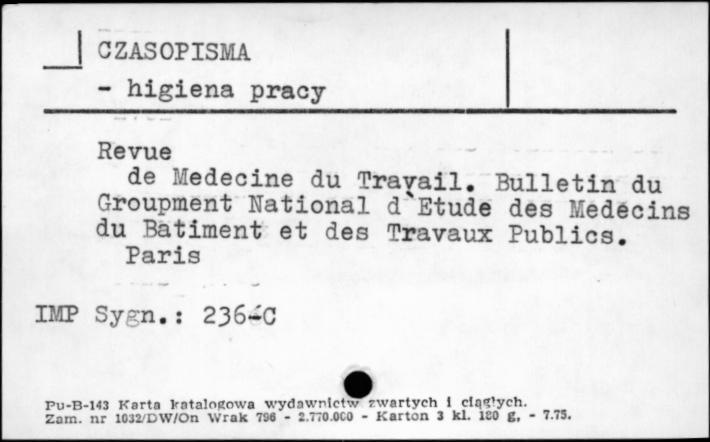 CZASOPISMA
- higiena pracy
Revue
de Medecine du Travail. Bulletin du
Groupment National d`Etude des Medecins
du Batiment et des Travaux Publics.
Paris
IMP Sygn.: 236-C
Pu-B-143 Karta katalogowa wydawnictw zwartych i ciągłych.
Zam. nr 1032/DW/On Wrak 796 - 2.770.000 - Karton 3 kl. 180 g, - 7.75.